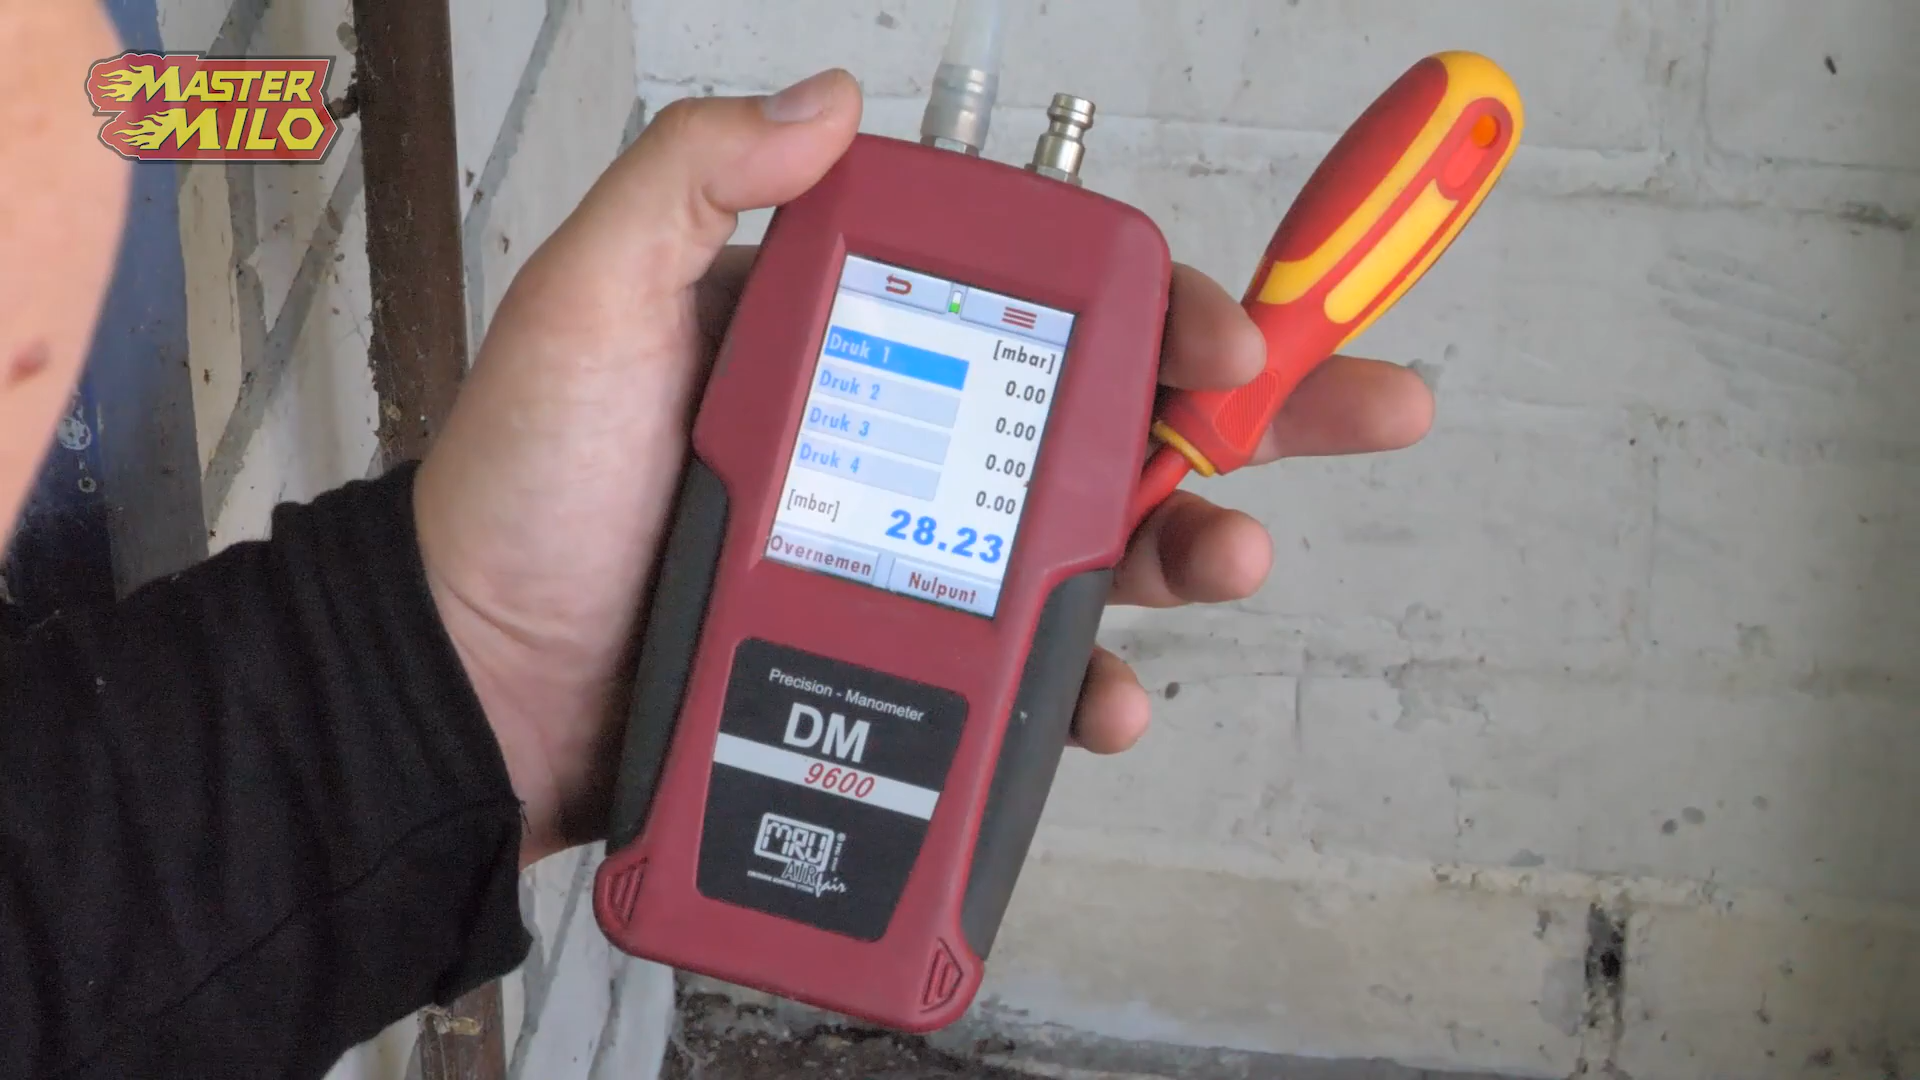 MASTER
MILO
[mbar]
Druk 1 0.00
Druk 2 0.00
Druk 3 0.00
Druk 4 0.00
[mbar] 28.23
Overnemen Nulpunt
Precision - Manometer
DM
9600
MRU®
AIRfair